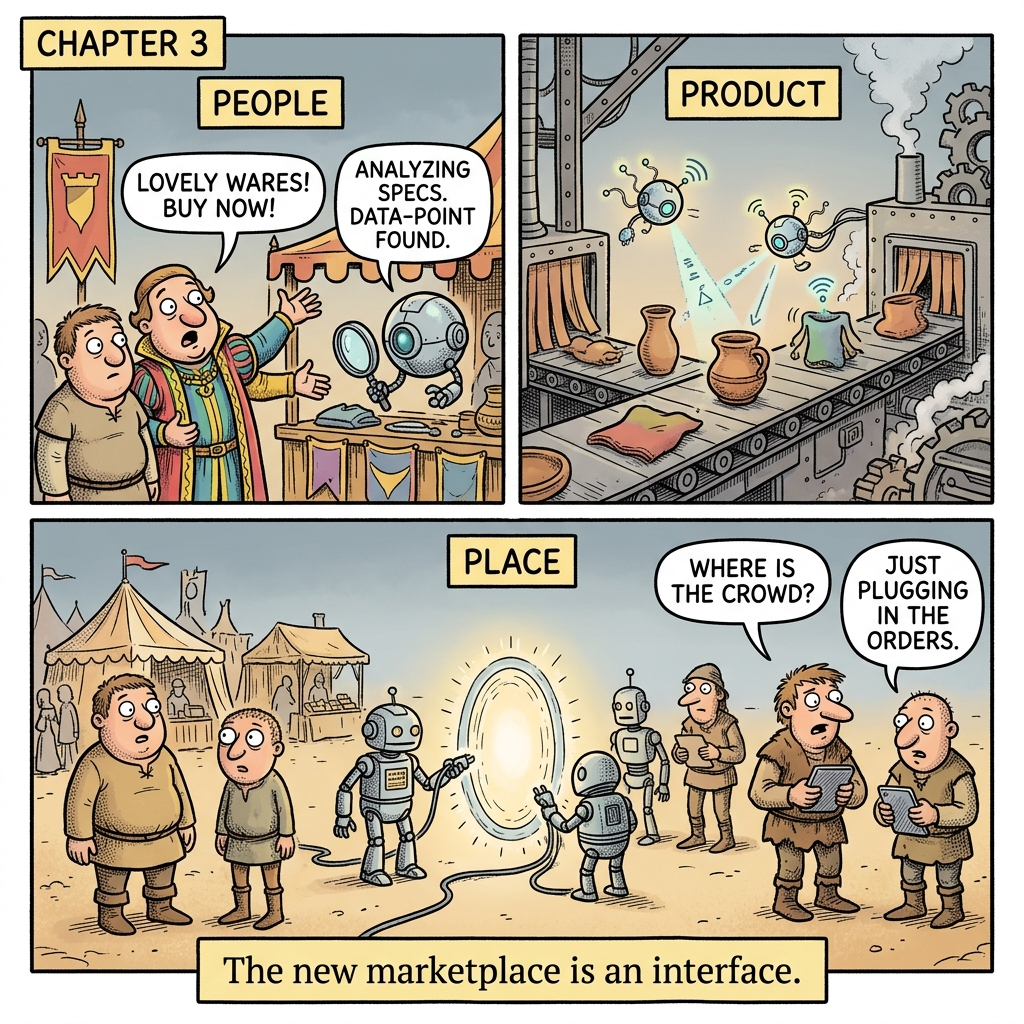 CHAPTER 3
PEOPLE
LOVELY WARES!
BUY NOW!
ANALYZING
SPECS.
DATA-POINT
FOUND.
PRODUCT
PLACE
WHERE IS
THE CROWD?
JUST
PLUGGING
IN THE
ORDERS.
The new marketplace is an interface.